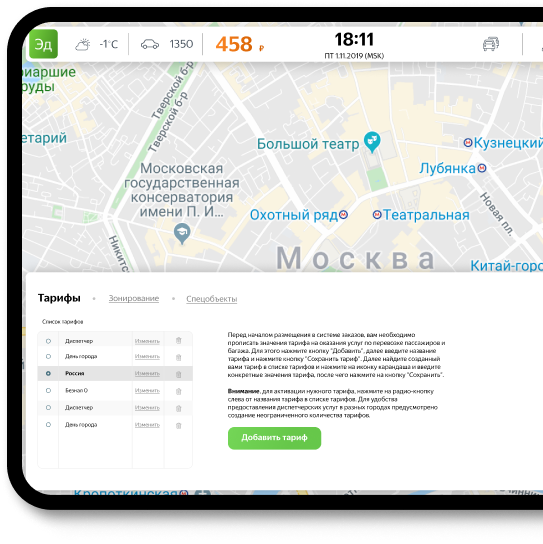 Эд -1°C 1350 458 ₽ 18:11
ПТ 1.11.2019 (MSK)
Тверской б-р
Тверской б-р
Большой театр
Кузнецкий
Московская
государственная
консерватория
имени П. И...
Лубянка
Охотный ряд
Театральная
Новая пл.
Москва
Китай-горо
Тарифы • Зонирование • Спецобъекты
Список тарифов
Диспетчер Изменить
День города Изменить
Россия Изменить
Безнал О Изменить
Диспетчер Изменить
День города Изменить
Перед началом размещения в системе заказов, вам необходимо
прописать значения тарифа на оказания услуг по перевозке пассажиров и
багажа. Для этого нажмите кнопку "Добавить", далее введите название
тарифа и нажмите кнопку "Сохранить тариф". Далее найдите созданный
вами тариф в списке тарифов и нажмите на иконку карандаша и введите
конкретные значения тарифа, после чего нажмите на кнопку "Сохранить".
Внимание, для активации нужного тарифа, нажмите на радио-кнопку
слева от названия тарифа в списке тарифов. Для удобства
предоставления диспетчерских услуг в разных городах предусмотрено
создание неограниченного количества тарифов.
Добавить тариф
Кропоткинская